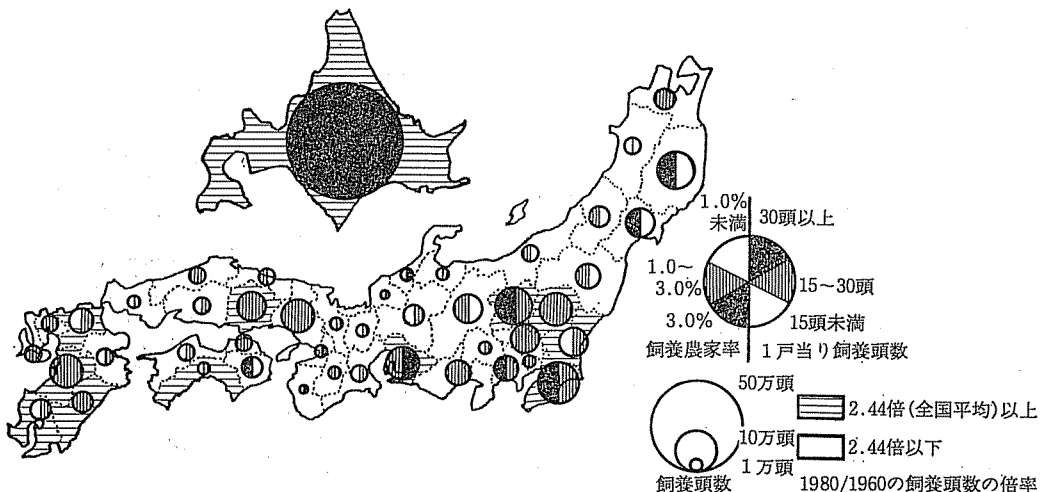 1.0%
未満
30頭以上
1.0~
3.0%
15~30頭
3.0%
15頭未満
飼養農家率
1戸当り飼養頭数
50万頭
10万頭
1万頭
飼養頭数
2.44倍(全国平均)以上
2.44倍以下
1980/1960の飼養頭数の倍率